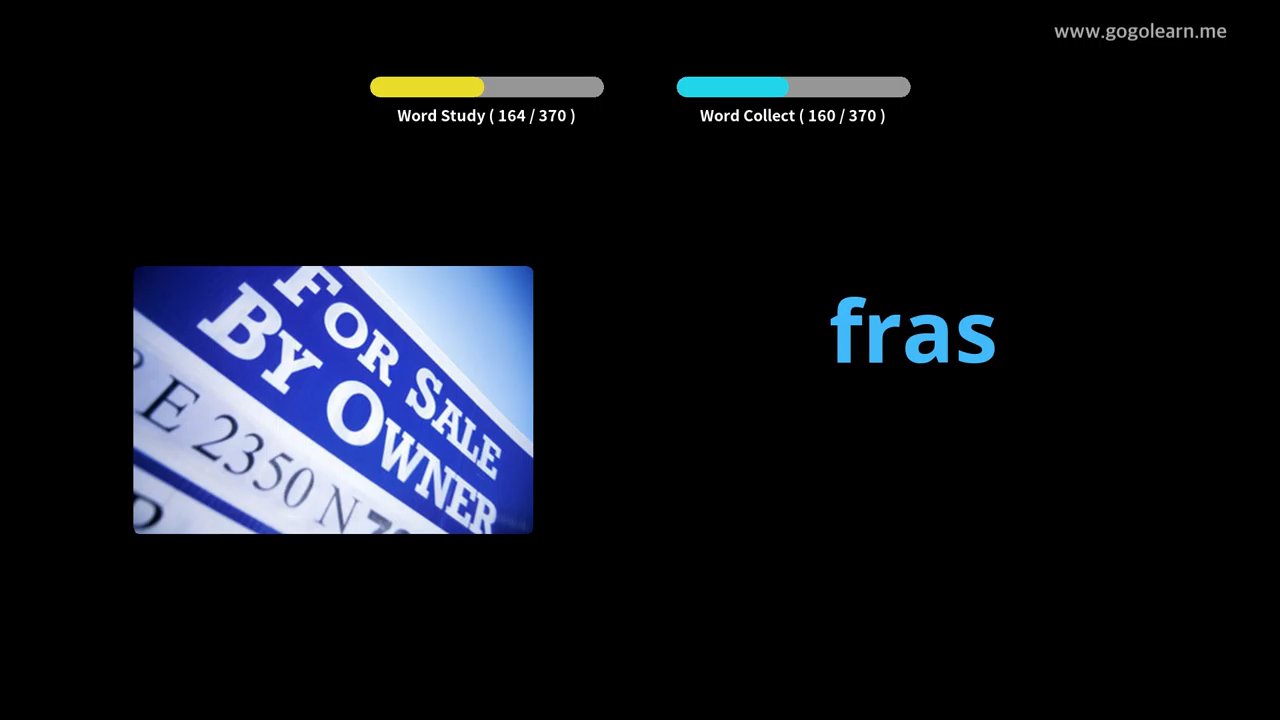 www.gogolearn.me
Word Study ( 164 / 370 )
Word Collect ( 160 / 370 )
FOR SALE
BY OWNER
E 2350 N
fras